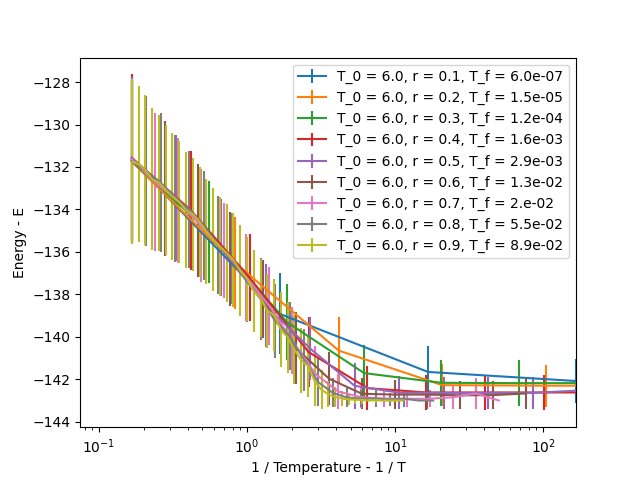 T_0 = 6.0, r = 0.1, T_f = 6.0e-07
T_0 = 6.0, r = 0.2, T_f = 1.5e-05
T_0 = 6.0, r = 0.3, T_f = 1.2e-04
T_0 = 6.0, r = 0.4, T_f = 1.6e-03
T_0 = 6.0, r = 0.5, T_f = 2.9e-03
T_0 = 6.0, r = 0.6, T_f = 1.3e-02
T_0 = 6.0, r = 0.7, T_f = 2.e-02
T_0 = 6.0, r = 0.8, T_f = 5.5e-02
T_0 = 6.0, r = 0.9, T_f = 8.9e-02
Energy - E
−128
−130
−132
−134
−136
−138
−140
−142
−144
10⁻¹ 10⁰ 10¹ 10²
1 / Temperature - 1 / T